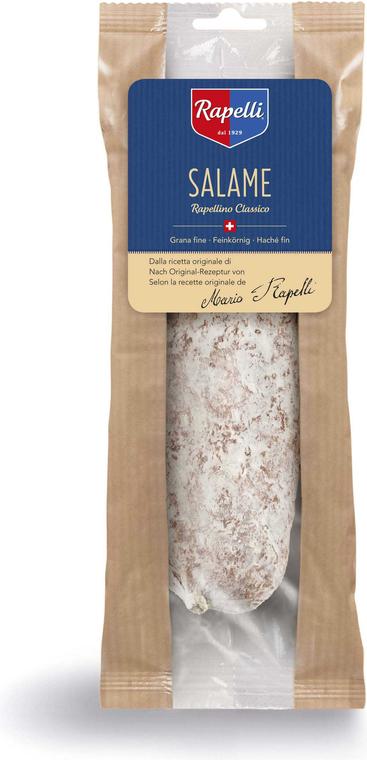 Rapelli
dal 1929
SALAME
Rapellino Classico
Grana fine · Feinkörnig · Haché fin
Dalla ricetta originale di
Nach Original-Rezeptur von
Selon la recette originale de
Mario Rapelli